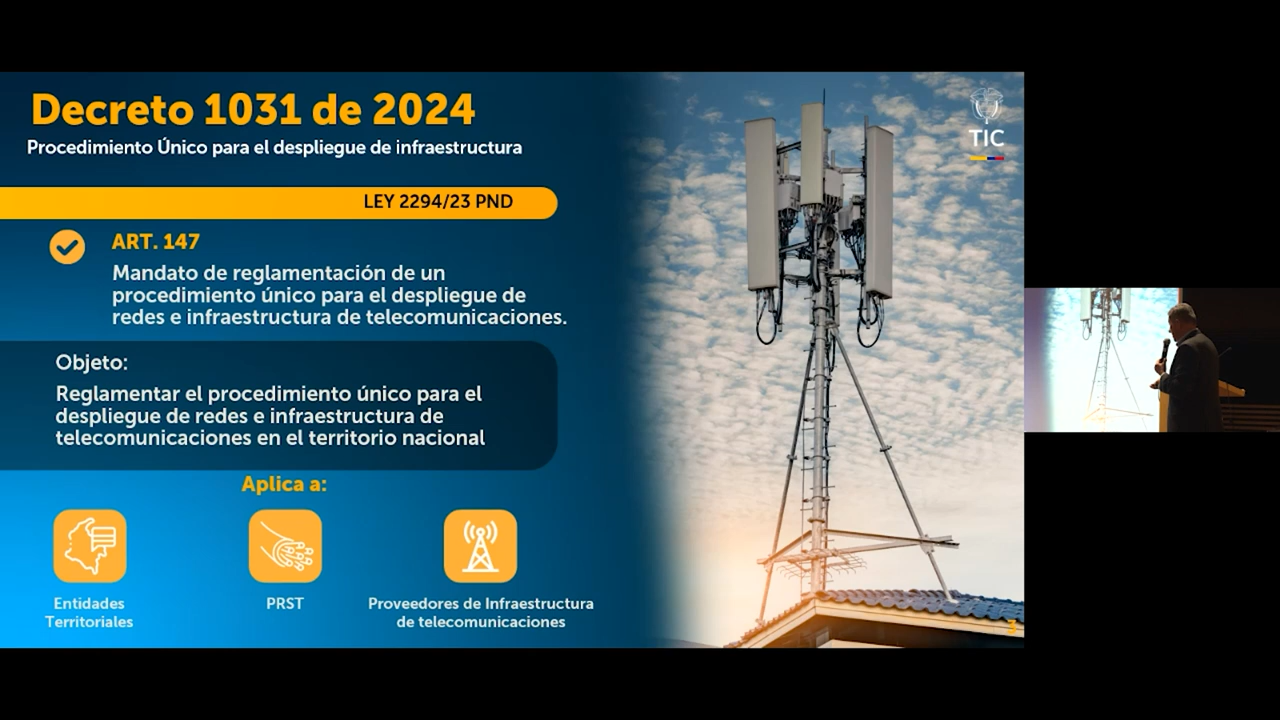 Decreto 1031 de 2024
Procedimiento Único para el despliegue de infraestructura
TIC
LEY 2294/23 PND
ART. 147
Mandato de reglamentación de un
procedimiento único para el despliegue de
redes e infraestructura de telecomunicaciones.
Objeto:
Reglamentar el procedimiento único para el
despliegue de redes e infraestructura de
telecomunicaciones en el territorio nacional
Aplica a:
Entidades
Territoriales
PRST
Proveedores de Infraestructura
de telecomunicaciones
3